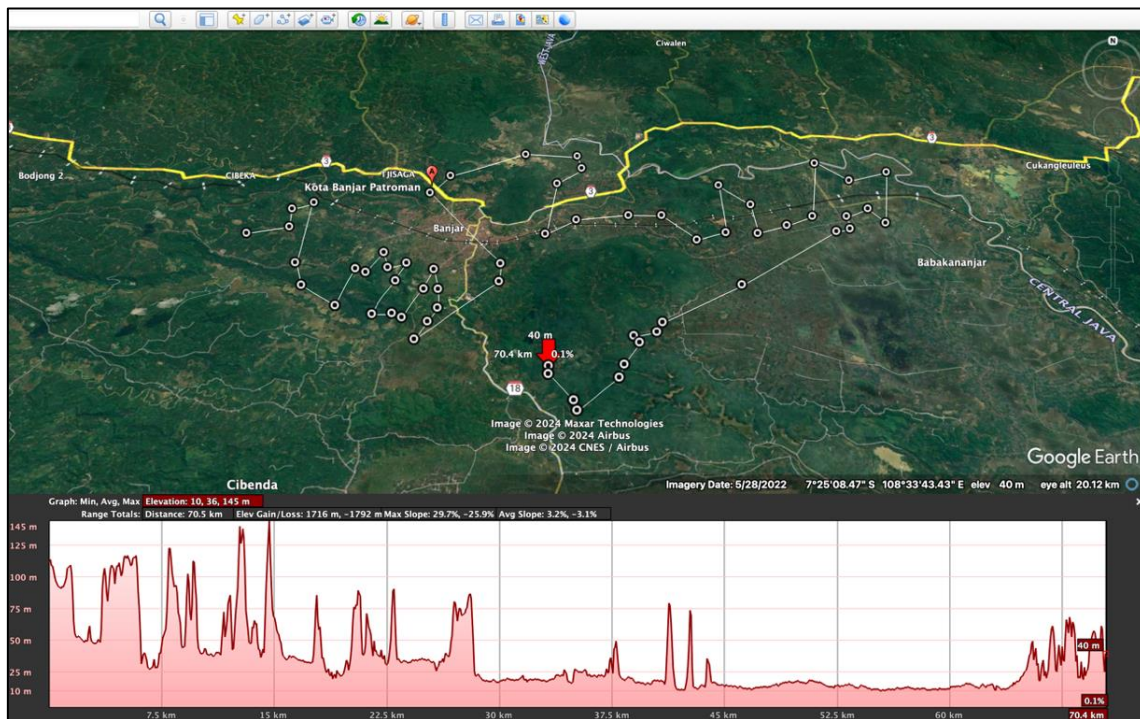 Ciwalen
WEST JAVA
N
3
3
Bodjong 2
CIBEKA
TJISAGA
A
Kota Banjar Patroman
3
Cukangleuleus
Banjar
Babakananjar
CENTRAL JAVA
40 m
70.4 km 0.1%
18
Image © 2024 Maxar Technologies
Image © 2024 Airbus
Image © 2024 CNES / Airbus
Google Earth
Cibenda
Imagery Date: 5/28/2022 7°25'08.47" S 108°33'43.43" E elev 40 m eye alt 20.12 km
Graph: Min, Avg, Max Elevation: 10, 36, 145 m
Range Totals: Distance: 70.5 km Elev Gain/Loss: 1716 m, -1792 m Max Slope: 29.7%, -25.9% Avg Slope: 3.2%, -3.1%
145 m
125 m
100 m
75 m
50 m
40 m
25 m
10 m
0.1%
7.5 km 15 km 22.5 km 30 km 37.5 km 45 km 52.5 km 60 km 70.4 km